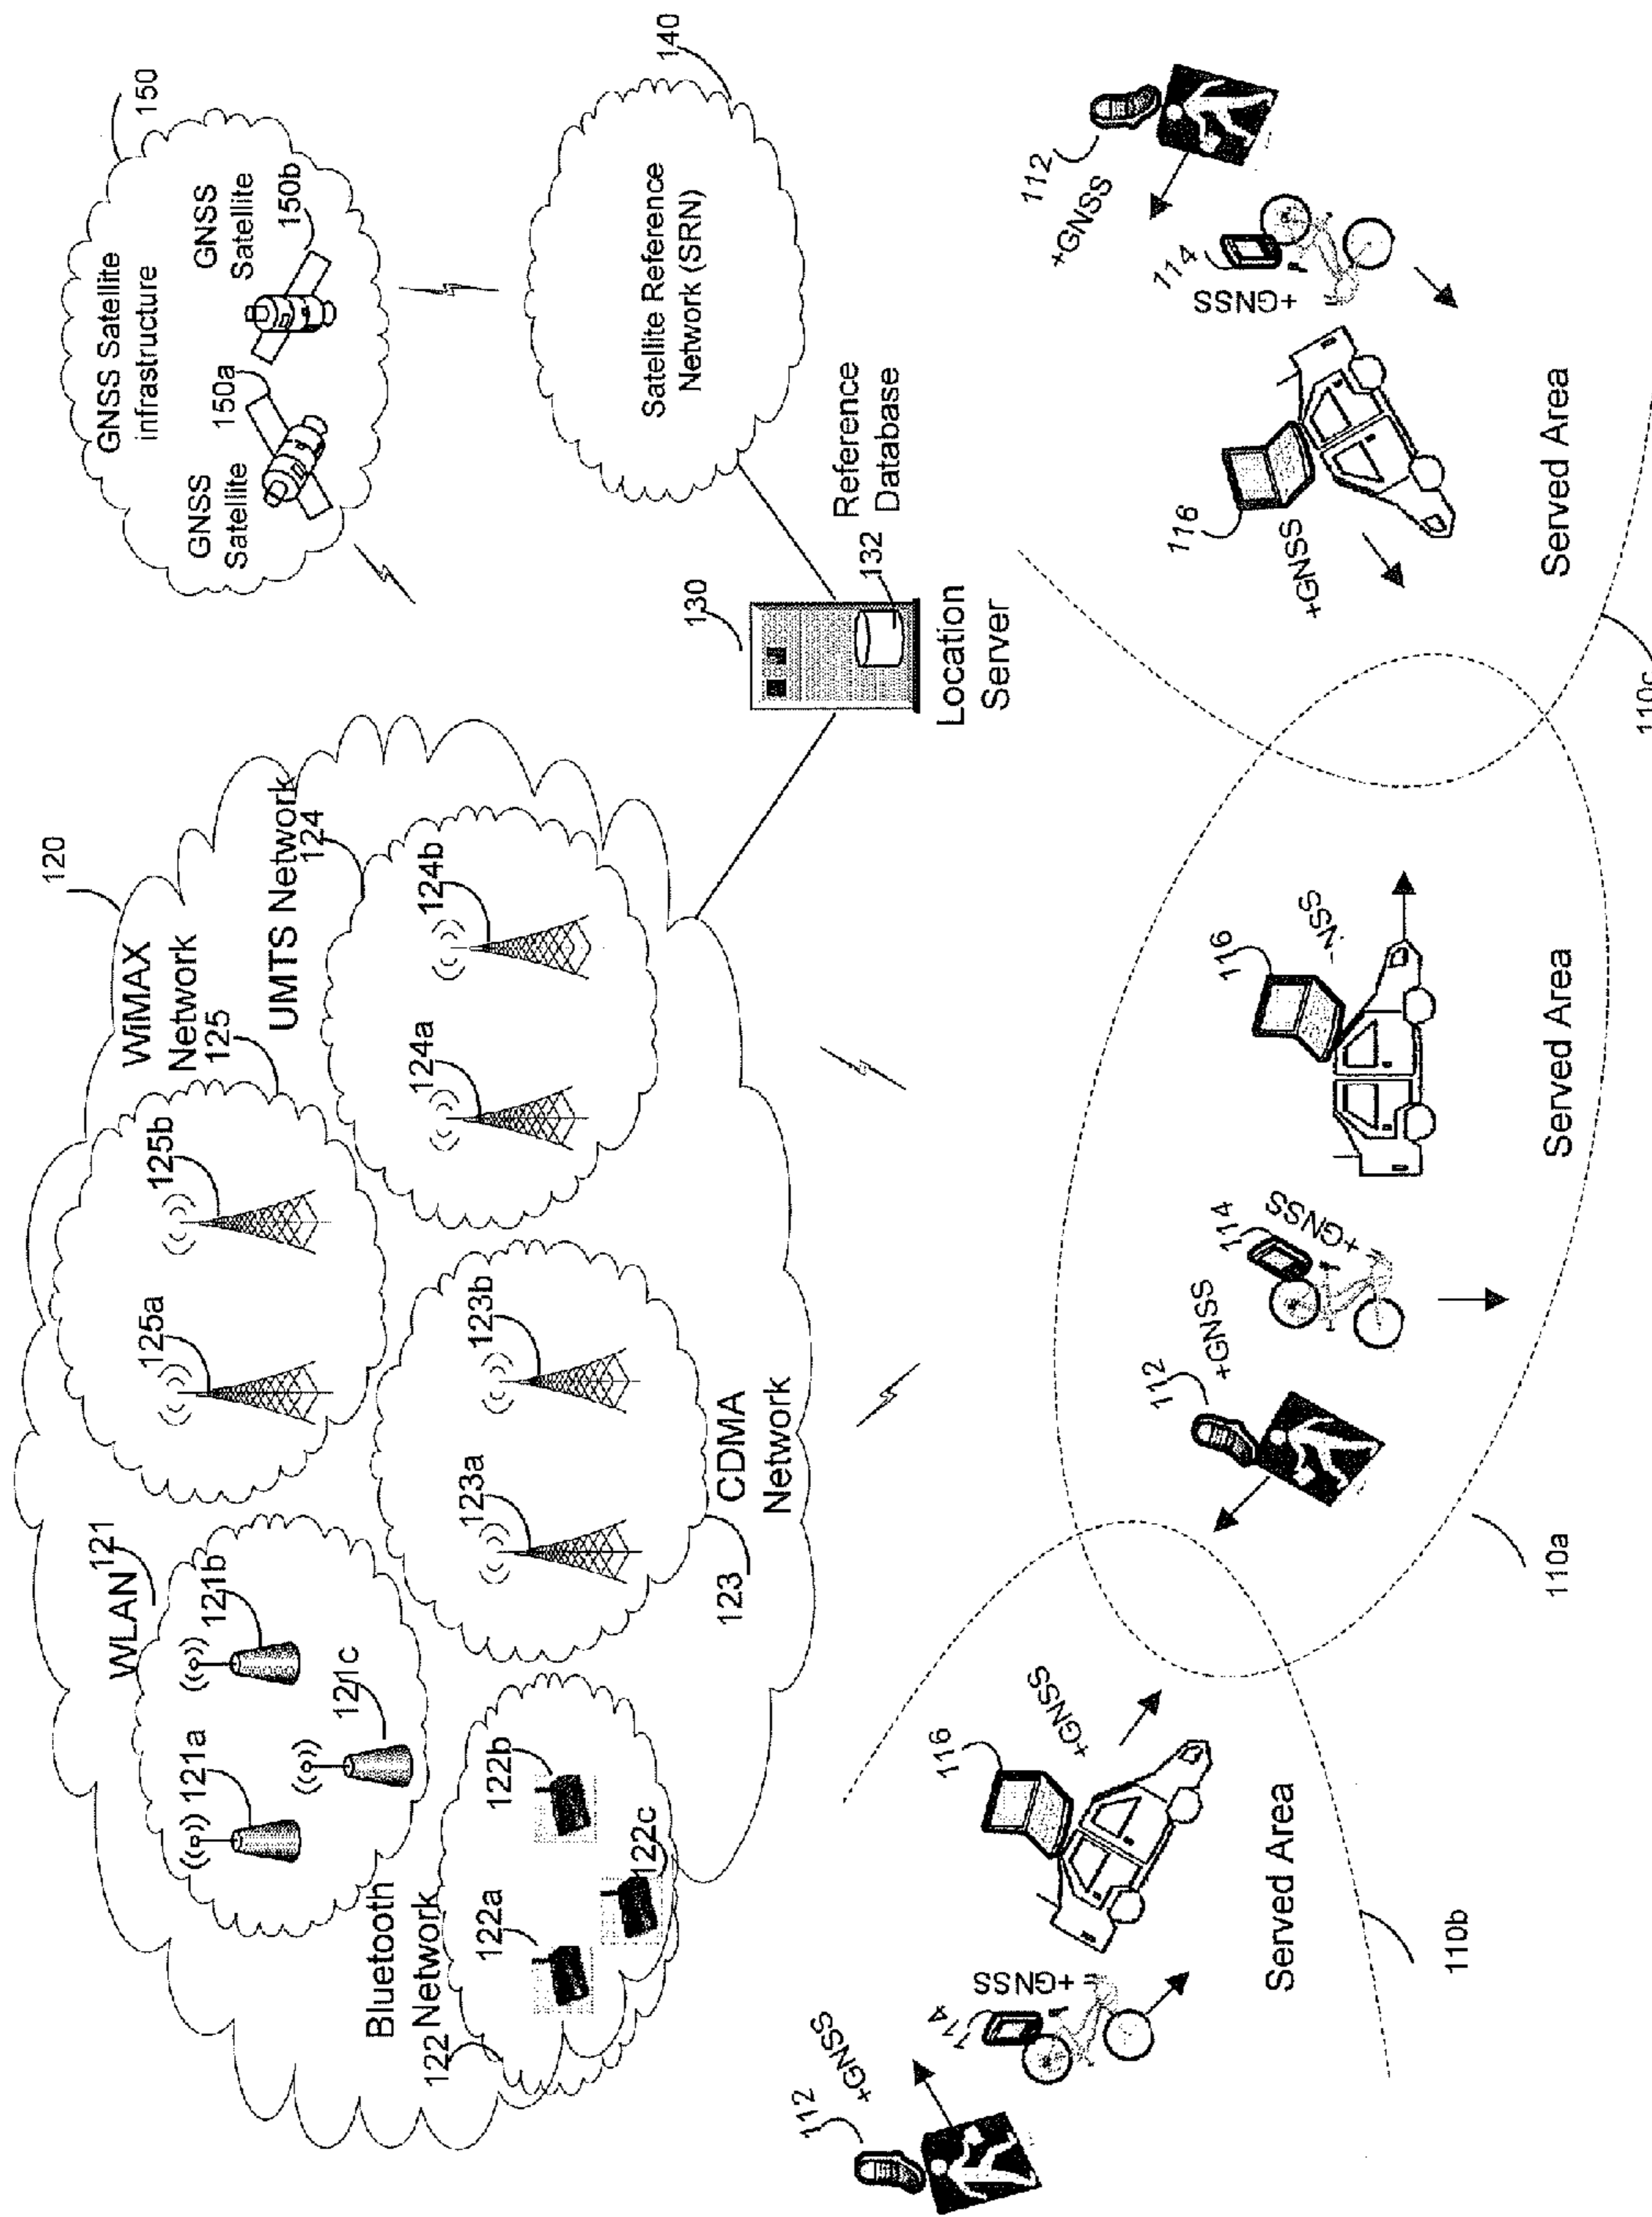 120
WiMAX
Network
125
125a
125b
WLAN
121
121a
121b
121c
UMTS Network
124
124a
124b
Bluetooth
Network
122
122a
122b
122c
123a
123b
CDMA
Network
123
150
GNSS Satellite
infrastructure
GNSS
Satellite
150a
GNSS
Satellite
150b
140
Satellite Reference
Network (SRN)
130
132
Reference
Database
Location
Server
112
+GNSS
114
+GNSS
116
+GNSS
Served Area
110b
112
+GNSS
114
+GNSS
116
NSS
Served Area
110a
116
+GNSS
114
+GNSS
112
+GNSS
Served Area
110c